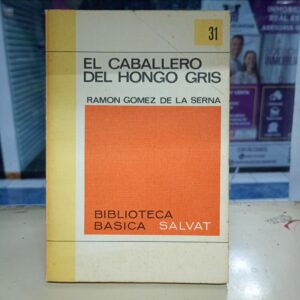 31
EL CABALLERO
DEL HONGO GRIS
RAMON GOMEZ DE LA SERNA
BIBLIOTECA
BASICA SALVAT